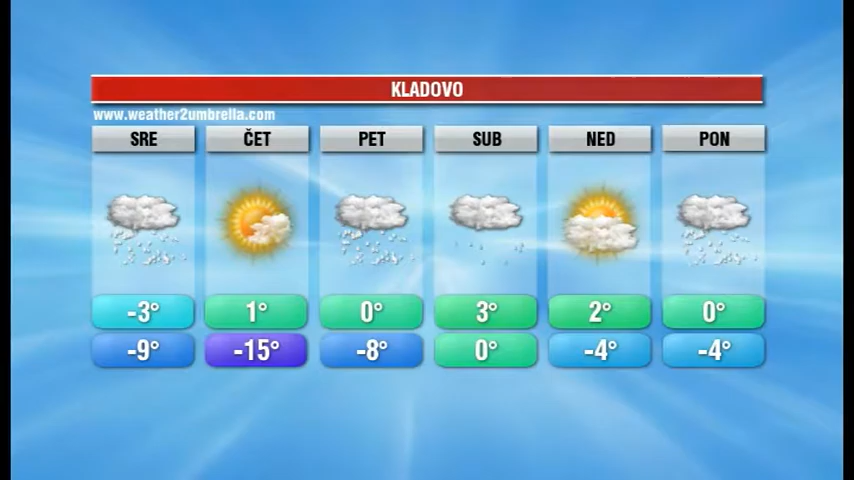 KLADOVO
www.weather2umbrella.com
SRE ČET PET SUB NED PON
-3° 1° 0° 3° 2° 0°
-9° -15° -8° 0° -4° -4°